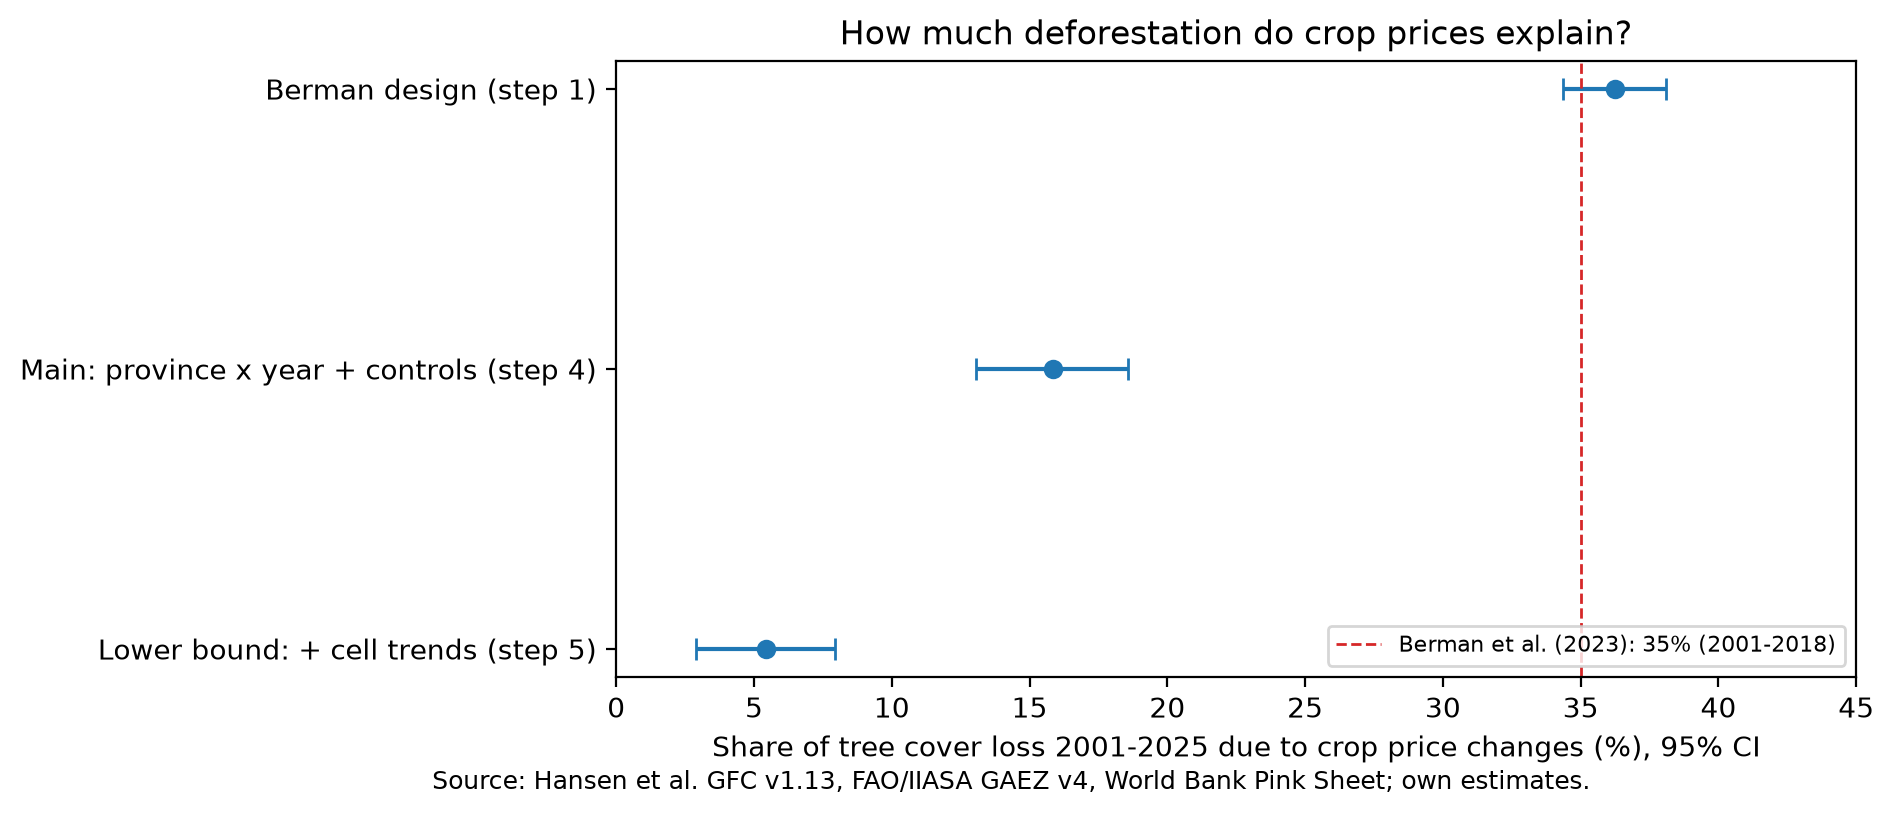 How much deforestation do crop prices explain?
Berman design (step 1)
Main: province x year + controls (step 4)
Lower bound: + cell trends (step 5)
Berman et al. (2023): 35% (2001-2018)
0 5 10 15 20 25 30 35 40 45
Share of tree cover loss 2001-2025 due to crop price changes (%), 95% CI
Source: Hansen et al. GFC v1.13, FAO/IIASA GAEZ v4, World Bank Pink Sheet; own estimates.